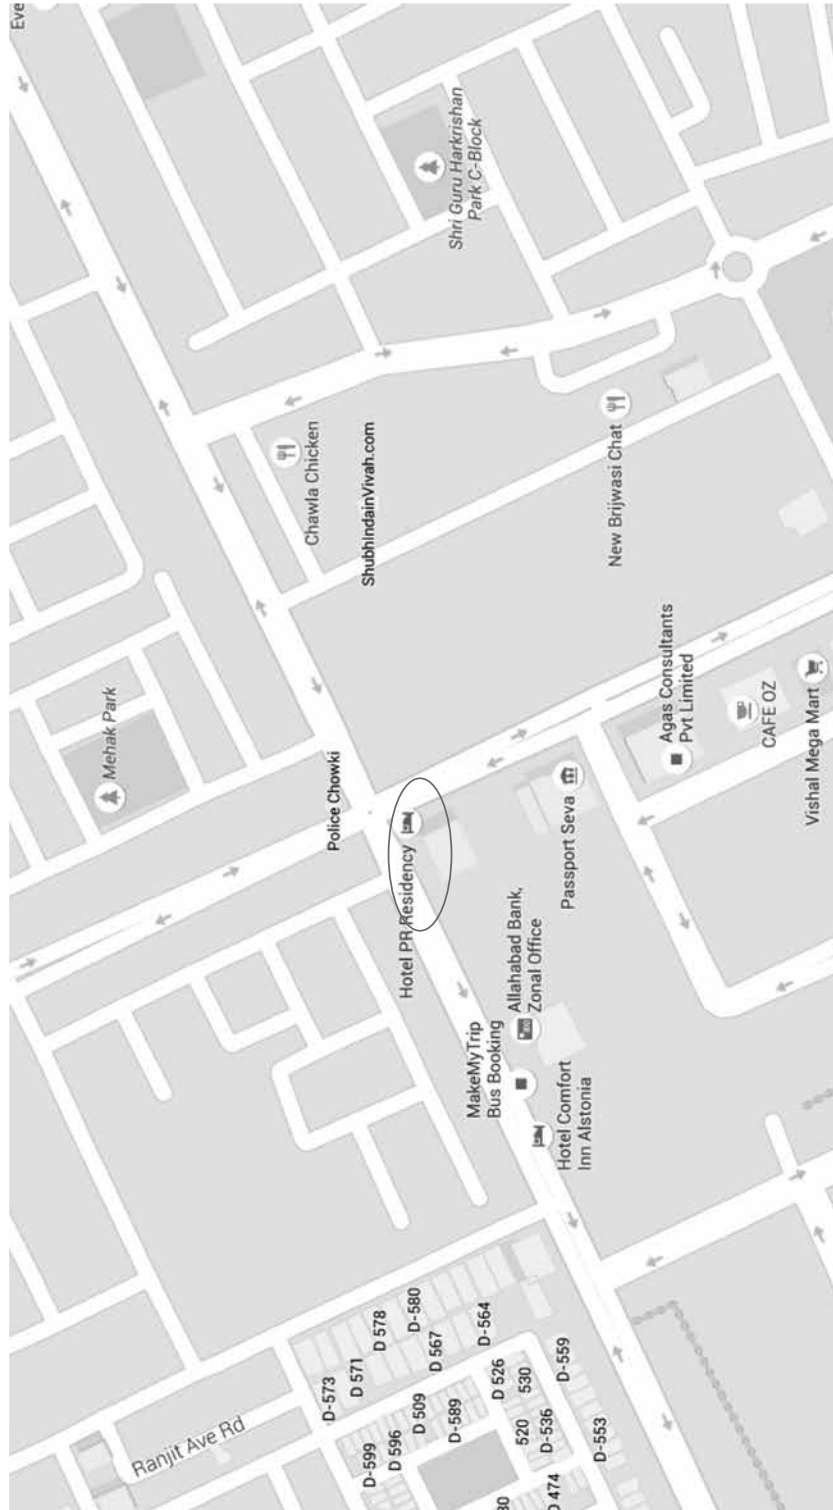 Eve
Shri Guru Harkrishan
Park C-Block
Chawla Chicken
ShubhIndainVivah.com
New Brijwasi Chat
Mehak Park
Police Chowki
Hotel PR Residency
Agas Consultants
Pvt Limited
CAFE OZ
Vishal Mega Mart
Passport Seva
Allahabad Bank,
Zonal Office
MakeMyTrip
Bus Booking
Hotel Comfort
Inn Alstonia
Ranjit Ave Rd
D-573
D 571
D 578
D-580
D 567
D-564
D-599
D 596
D 509
D-589
D 526
530
520
D-536
D-559
D-553
D 474
30